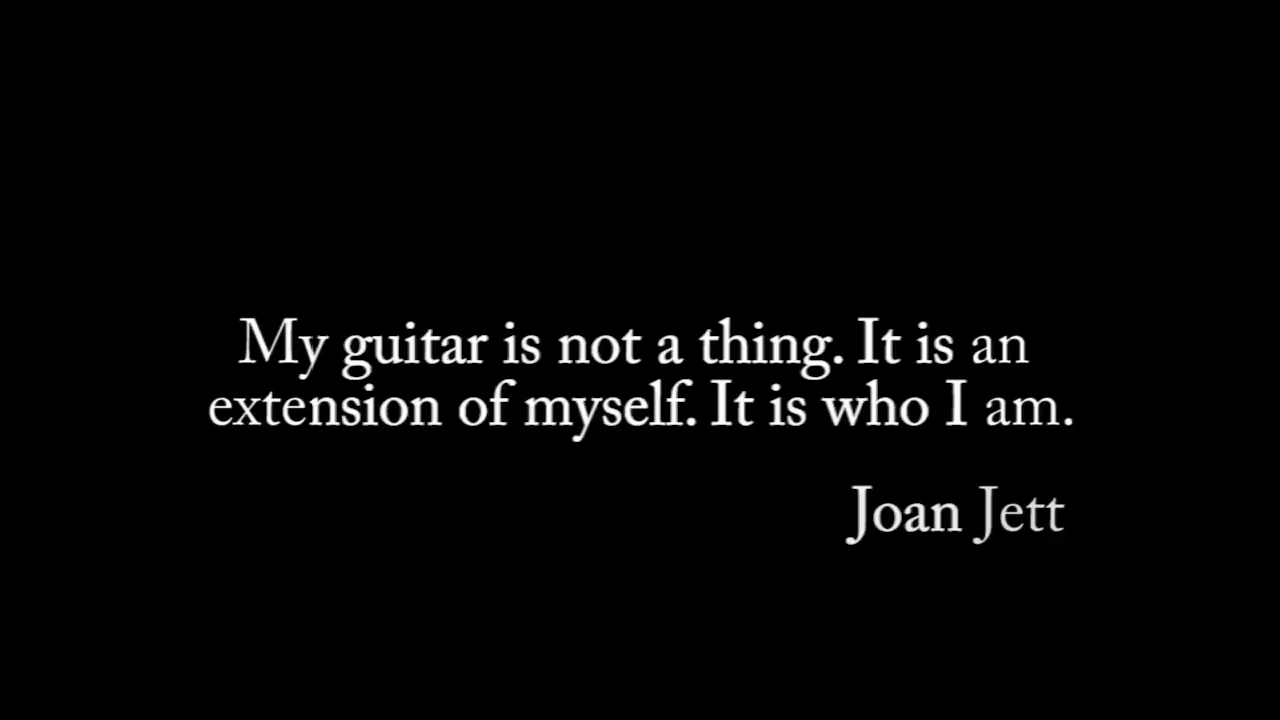 My guitar is not a thing. It is an
extension of myself. It is who I am.
Joan Jett